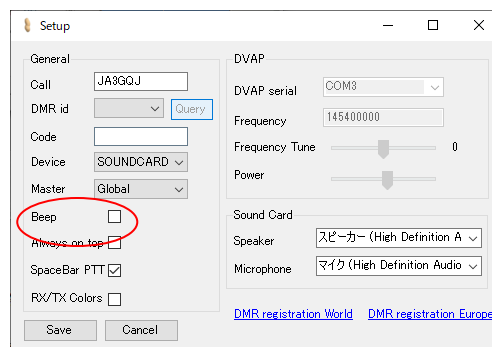 Setup
General
Call JA3GQJ
DMR id Query
Code
Device SOUNDCARD
Master Global
Beep
Always on top
SpaceBar PTT
RX/TX Colors
Save Cancel
DVAP
DVAP serial COM3
Frequency 145400000
Frequency Tune 0
Power
Sound Card
Speaker スピーカー (High Definition A
Microphone マイク (High Definition Audio
DMR registration World DMR registration Europe